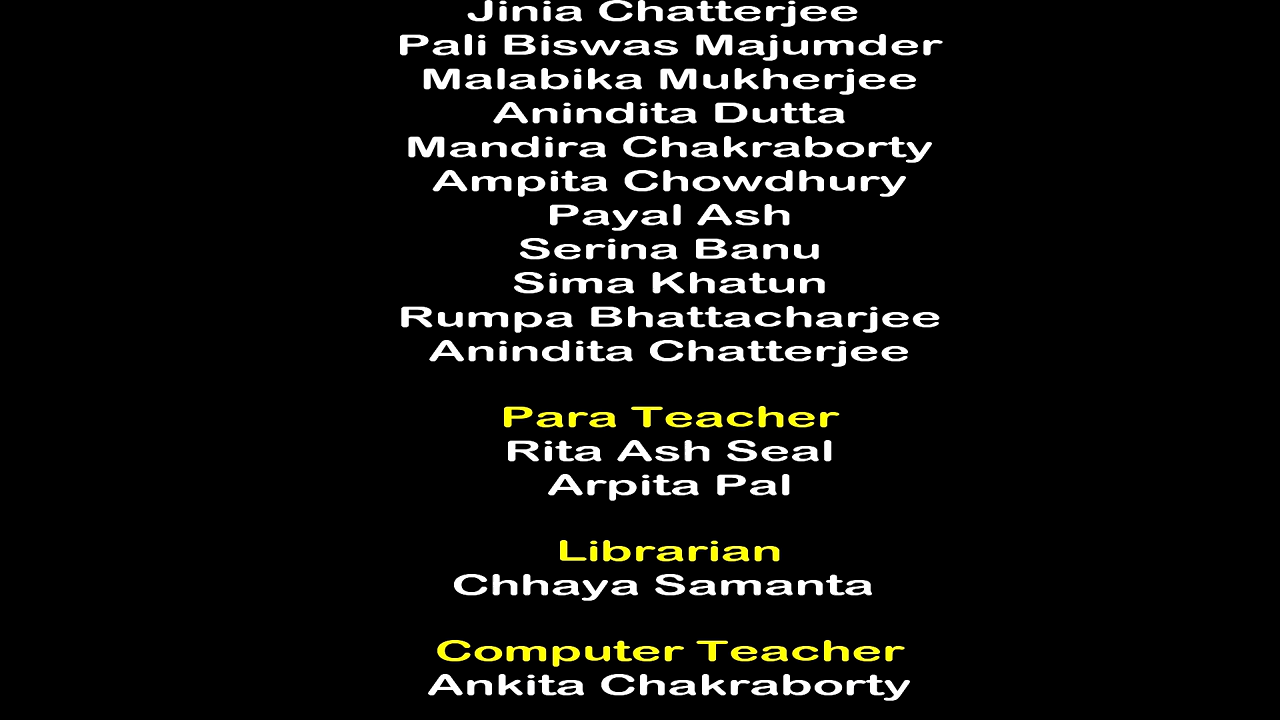 Jinia Chatterjee
Pali Biswas Majumder
Malabika Mukherjee
Anindita Dutta
Mandira Chakraborty
Ampita Chowdhury
Payal Ash
Serina Banu
Sima Khatun
Rumpa Bhattacharjee
Anindita Chatterjee
Para Teacher
Rita Ash Seal
Arpita Pal
Librarian
Chhaya Samanta
Computer Teacher
Ankita Chakraborty